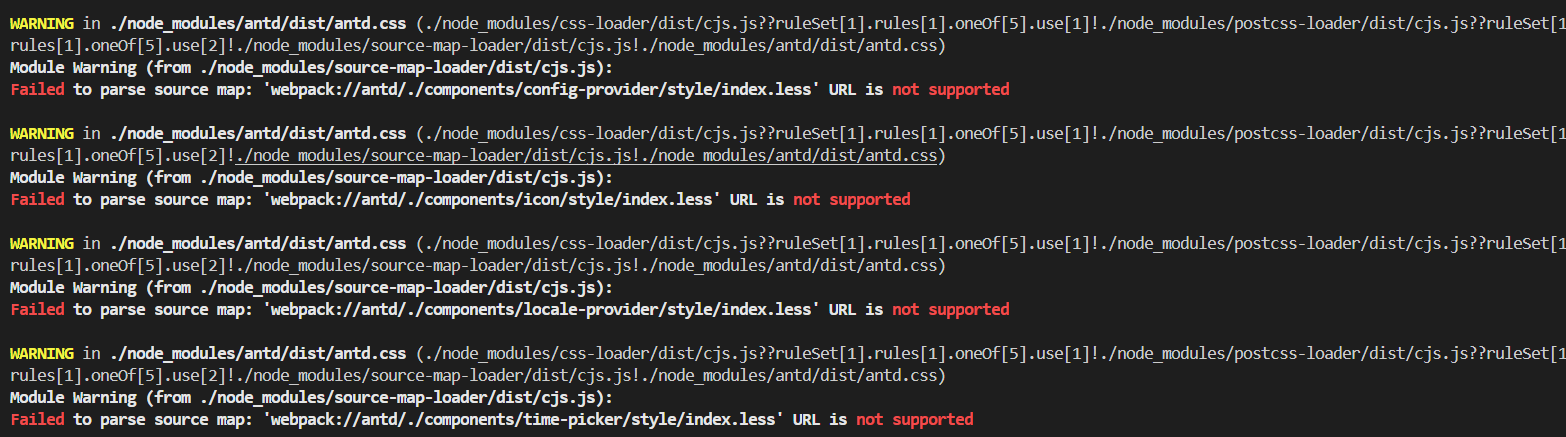 WARNING in ./node_modules/antd/dist/antd.css (./node_modules/css-loader/dist/cjs.js??ruleSet[1].rules[1].oneOf[5].use[1]!./node_modules/postcss-loader/dist/cjs.js??ruleSet[1
rules[1].oneOf[5].use[2]!./node_modules/source-map-loader/dist/cjs.js!./node_modules/antd/dist/antd.css)
Module Warning (from ./node_modules/source-map-loader/dist/cjs.js):
Failed to parse source map: 'webpack://antd/./components/config-provider/style/index.less' URL is not supported
WARNING in ./node_modules/antd/dist/antd.css (./node_modules/css-loader/dist/cjs.js??ruleSet[1].rules[1].oneOf[5].use[1]!./node_modules/postcss-loader/dist/cjs.js??ruleSet[1
rules[1].oneOf[5].use[2]!./node_modules/source-map-loader/dist/cjs.js!./node_modules/antd/dist/antd.css)
Module Warning (from ./node_modules/source-map-loader/dist/cjs.js):
Failed to parse source map: 'webpack://antd/./components/icon/style/index.less' URL is not supported
WARNING in ./node_modules/antd/dist/antd.css (./node_modules/css-loader/dist/cjs.js??ruleSet[1].rules[1].oneOf[5].use[1]!./node_modules/postcss-loader/dist/cjs.js??ruleSet[1
rules[1].oneOf[5].use[2]!./node_modules/source-map-loader/dist/cjs.js!./node_modules/antd/dist/antd.css)
Module Warning (from ./node_modules/source-map-loader/dist/cjs.js):
Failed to parse source map: 'webpack://antd/./components/locale-provider/style/index.less' URL is not supported
WARNING in ./node_modules/antd/dist/antd.css (./node_modules/css-loader/dist/cjs.js??ruleSet[1].rules[1].oneOf[5].use[1]!./node_modules/postcss-loader/dist/cjs.js??ruleSet[1
rules[1].oneOf[5].use[2]!./node_modules/source-map-loader/dist/cjs.js!./node_modules/antd/dist/antd.css)
Module Warning (from ./node_modules/source-map-loader/dist/cjs.js):
Failed to parse source map: 'webpack://antd/./components/time-picker/style/index.less' URL is not supported